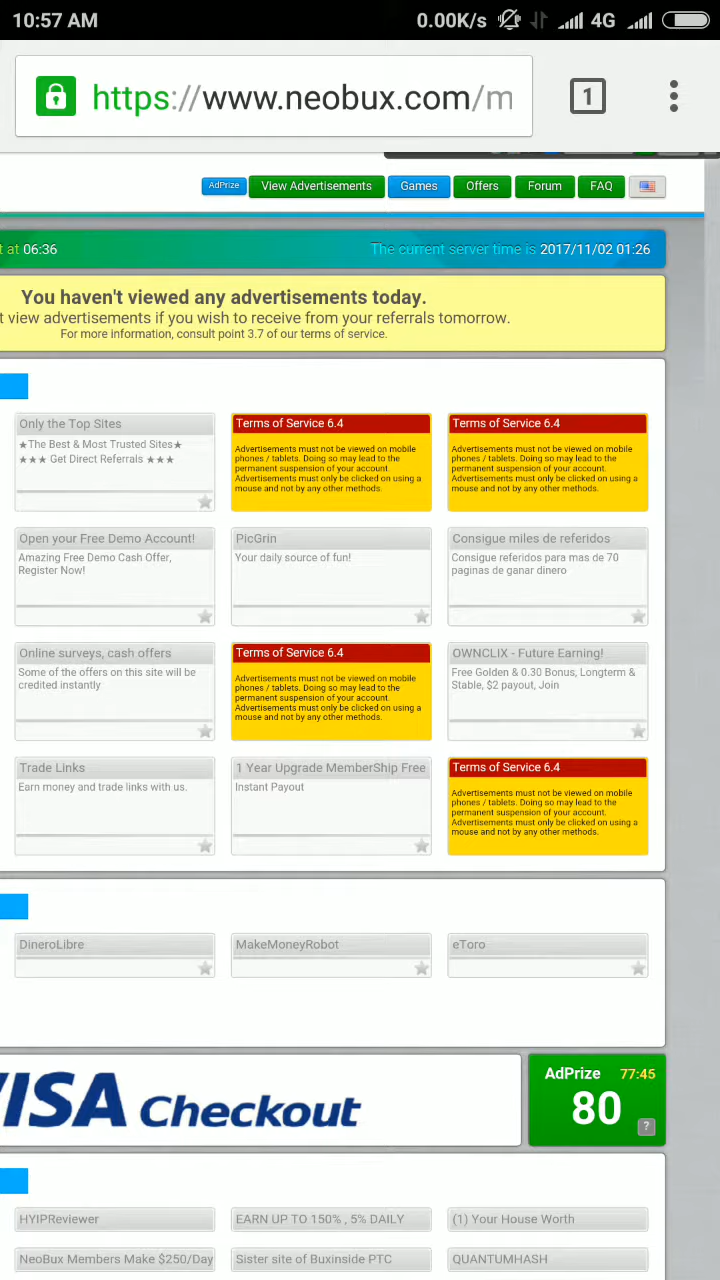 10:57 AM 0.00K/s 4G
https://www.neobux.com/m
1
AdPrize View Advertisements Games Offers Forum FAQ
t at 06:36 The current server time is 2017/11/02 01:26
You haven't viewed any advertisements today.
t view advertisements if you wish to receive from your referrals tomorrow.
For more information, consult point 3.7 of our terms of service.
Only the Top Sites
★The Best & Most Trusted Sites★
★★★ Get Direct Referrals ★★★
Terms of Service 6.4
Advertisements must not be viewed on mobile
phones / tablets. Doing so may lead to the
permanent suspension of your account.
Advertisements must only be clicked on using a
mouse and not by any other methods.
Terms of Service 6.4
Advertisements must not be viewed on mobile
phones / tablets. Doing so may lead to the
permanent suspension of your account.
Advertisements must only be clicked on using a
mouse and not by any other methods.
Open your Free Demo Account!
Amazing Free Demo Cash Offer,
Register Now!
PicGrin
Your daily source of fun!
Consigue miles de referidos
Consigue referidos para mas de 70
paginas de ganar dinero
Online surveys, cash offers
Some of the offers on this site will be
credited instantly
Terms of Service 6.4
Advertisements must not be viewed on mobile
phones / tablets. Doing so may lead to the
permanent suspension of your account.
Advertisements must only be clicked on using a
mouse and not by any other methods.
OWNCLIX - Future Earning!
Free Golden & 0.30 Bonus, Longterm &
Stable, $2 payout, Join
Trade Links
Earn money and trade links with us.
1 Year Upgrade MemberShip Free
Instant Payout
Terms of Service 6.4
Advertisements must not be viewed on mobile
phones / tablets. Doing so may lead to the
permanent suspension of your account.
Advertisements must only be clicked on using a
mouse and not by any other methods.
DineroLibre
MakeMoneyRobot
eToro
VISA Checkout
AdPrize 77:45
80
?
HYIPReviewer
EARN UP TO 150% , 5% DAILY
(1) Your House Worth
NeoBux Members Make $250/Day
Sister site of Buxinside PTC
QUANTUMHASH